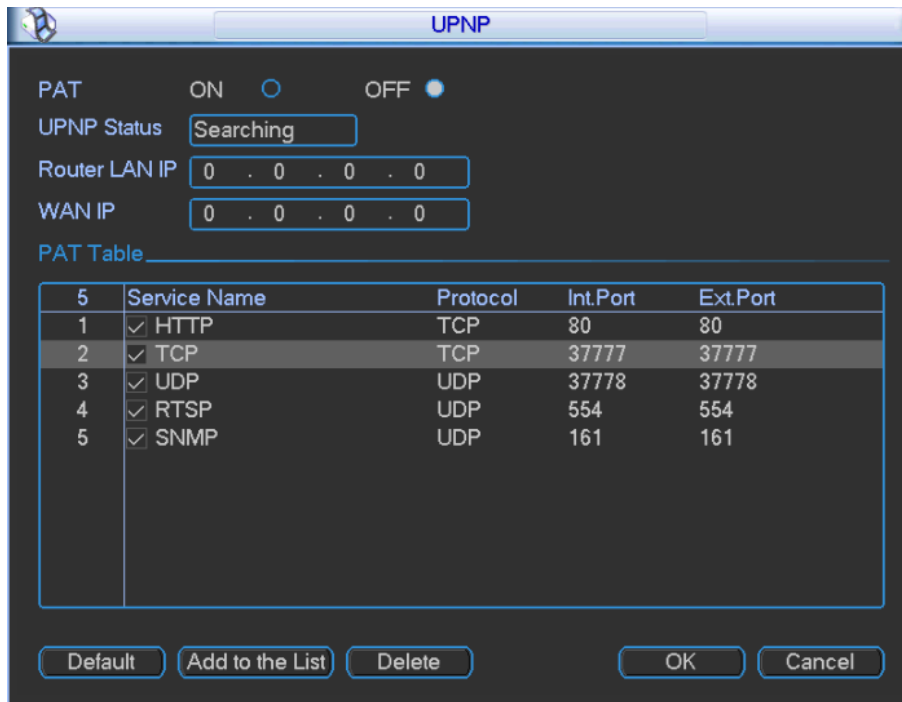 UPNP
PAT ON OFF
UPNP Status Searching
Router LAN IP 0 . 0 . 0 . 0
WAN IP 0 . 0 . 0 . 0
PAT Table
5 Service Name Protocol Int.Port Ext.Port
1 HTTP TCP 80 80
2 TCP TCP 37777 37777
3 UDP UDP 37778 37778
4 RTSP UDP 554 554
5 SNMP UDP 161 161
Default Add to the List Delete OK Cancel